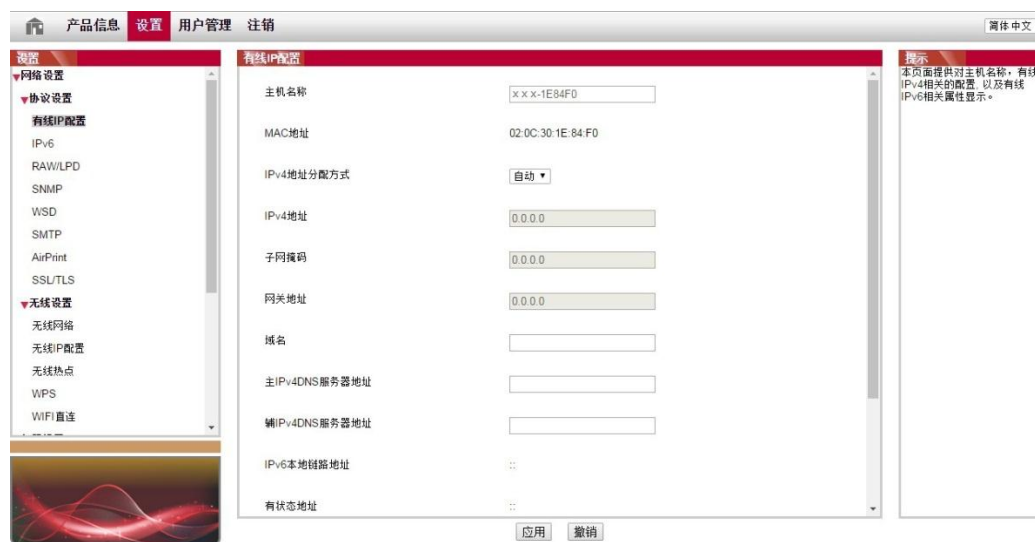 产品信息 设置 用户管理 注销
简体中文
设置
网络设置
协议设置
有线IP配置
IPv6
RAW/LPD
SNMP
WSD
SMTP
AirPrint
SSL/TLS
无线设置
无线网络
无线IP配置
无线热点
WPS
WIFI直连
有线IP配置
主机名称 x x x-1E84F0
MAC地址 02:0C:30:1E:84:F0
IPv4地址分配方式 自动
IPv4地址 0.0.0.0
子网掩码 0.0.0.0
网关地址 0.0.0.0
域名
主IPv4DNS服务器地址
辅IPv4DNS服务器地址
IPv6本地链路地址 ::
有状态地址 ::
应用 撤销
提示
本页面提供对主机名称，有线
IPv4相关的配置, 以及有线
IPv6相关属性显示。